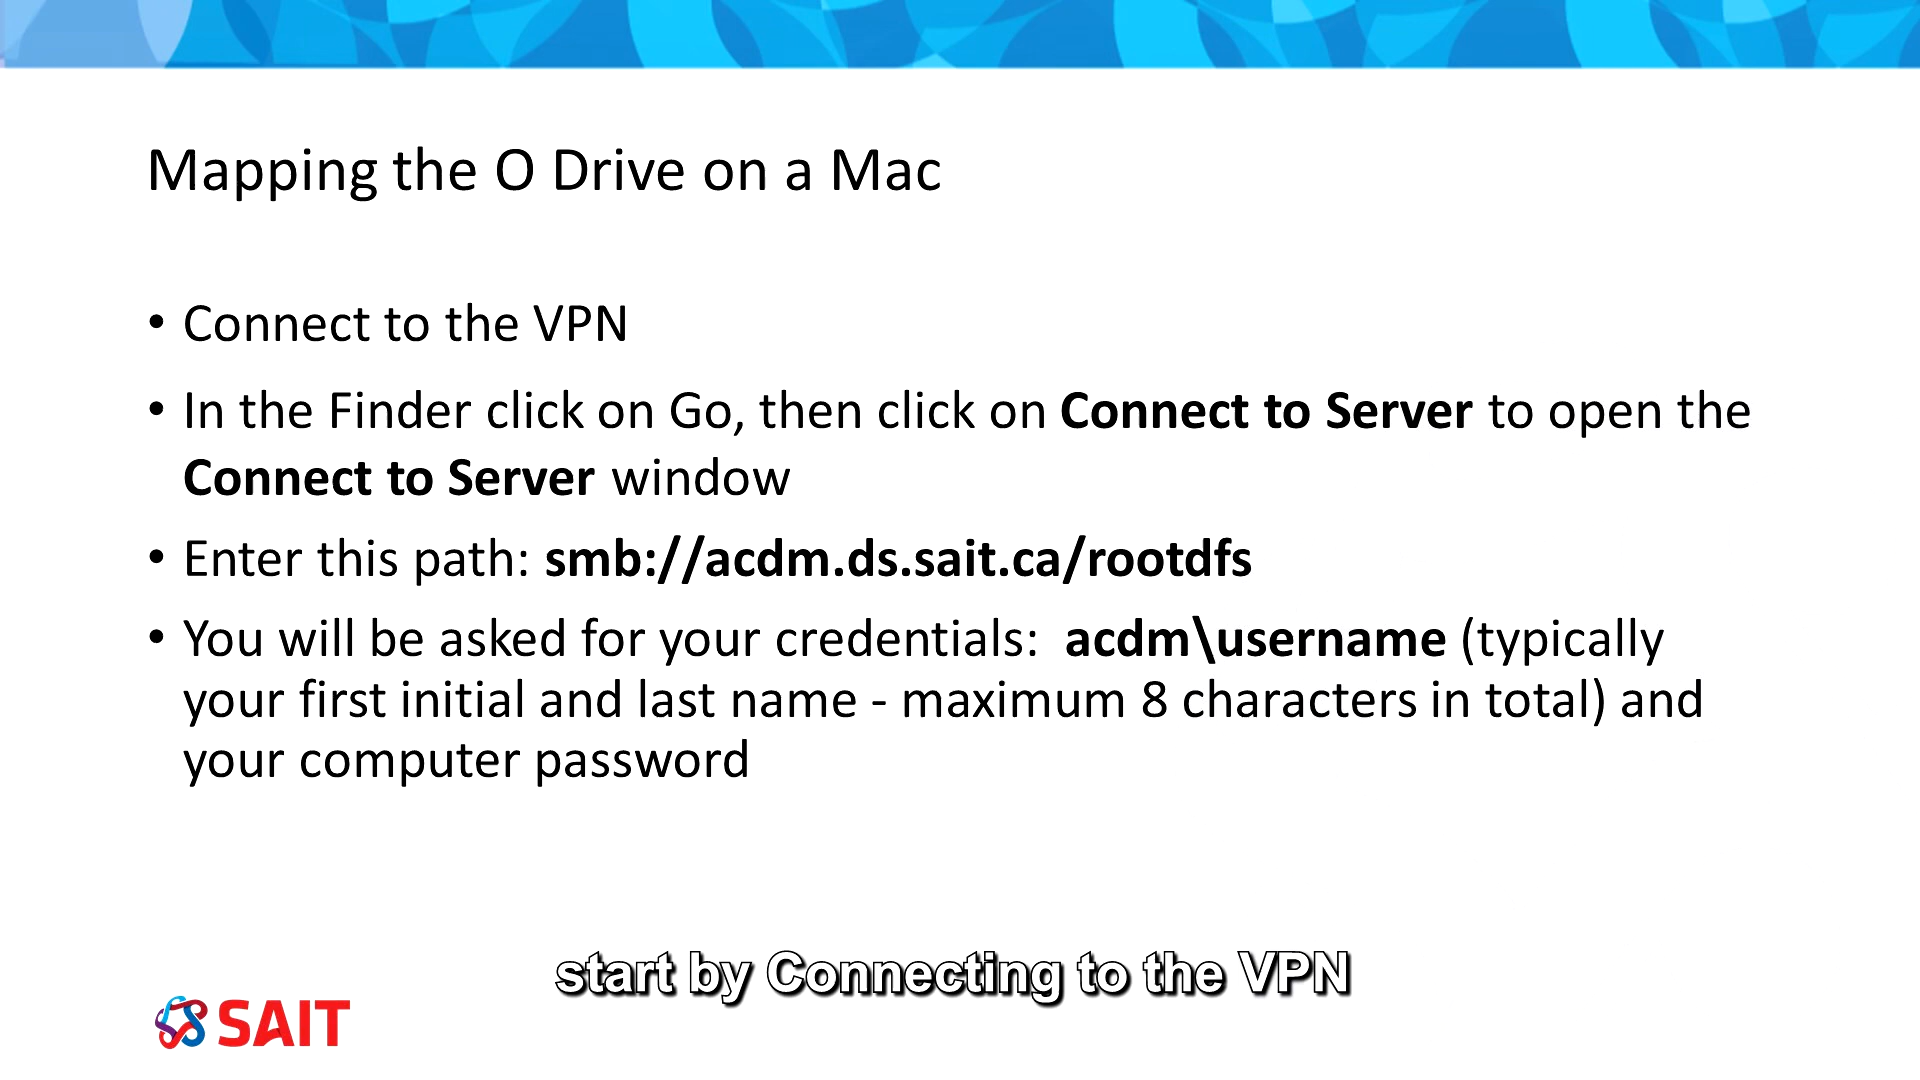 Mapping the O Drive on a Mac
• Connect to the VPN
• In the Finder click on Go, then click on Connect to Server to open the
Connect to Server window
• Enter this path: smb://acdm.ds.sait.ca/rootdfs
• You will be asked for your credentials:  acdm\username (typically
your first initial and last name - maximum 8 characters in total) and
your computer password
start by Connecting to the VPN
SAIT